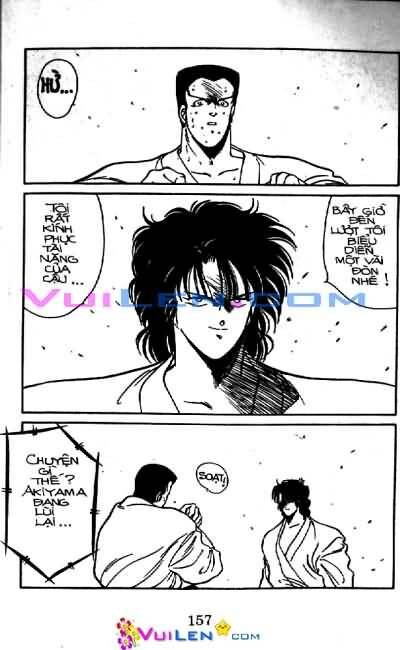 HỬ...
BÂY GIỜ
ĐẾN
LƯỢT TÔI
BIỂU
DIỄN
MỘT VÀI
ĐÒN
NHÉ!
TÔI
RẤT
KÍNH
PHỤC
TÀI
NĂNG
CỦA
CẬU...
VuiLen.com
CHUYỆN
GÌ
THẾ?
AKIYAMA
ĐANG
LÙI
LẠI...
SOẠT!
157
VuiLen.com